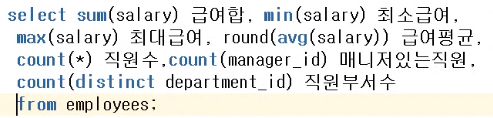 select sum(salary) 급여합, min(salary) 최소급여,
max(salary) 최대급여, round(avg(salary)) 급여평균,
count(*) 직원수,count(manager_id) 매니저있는직원,
count(distinct department_id) 직원부서수
from employees;